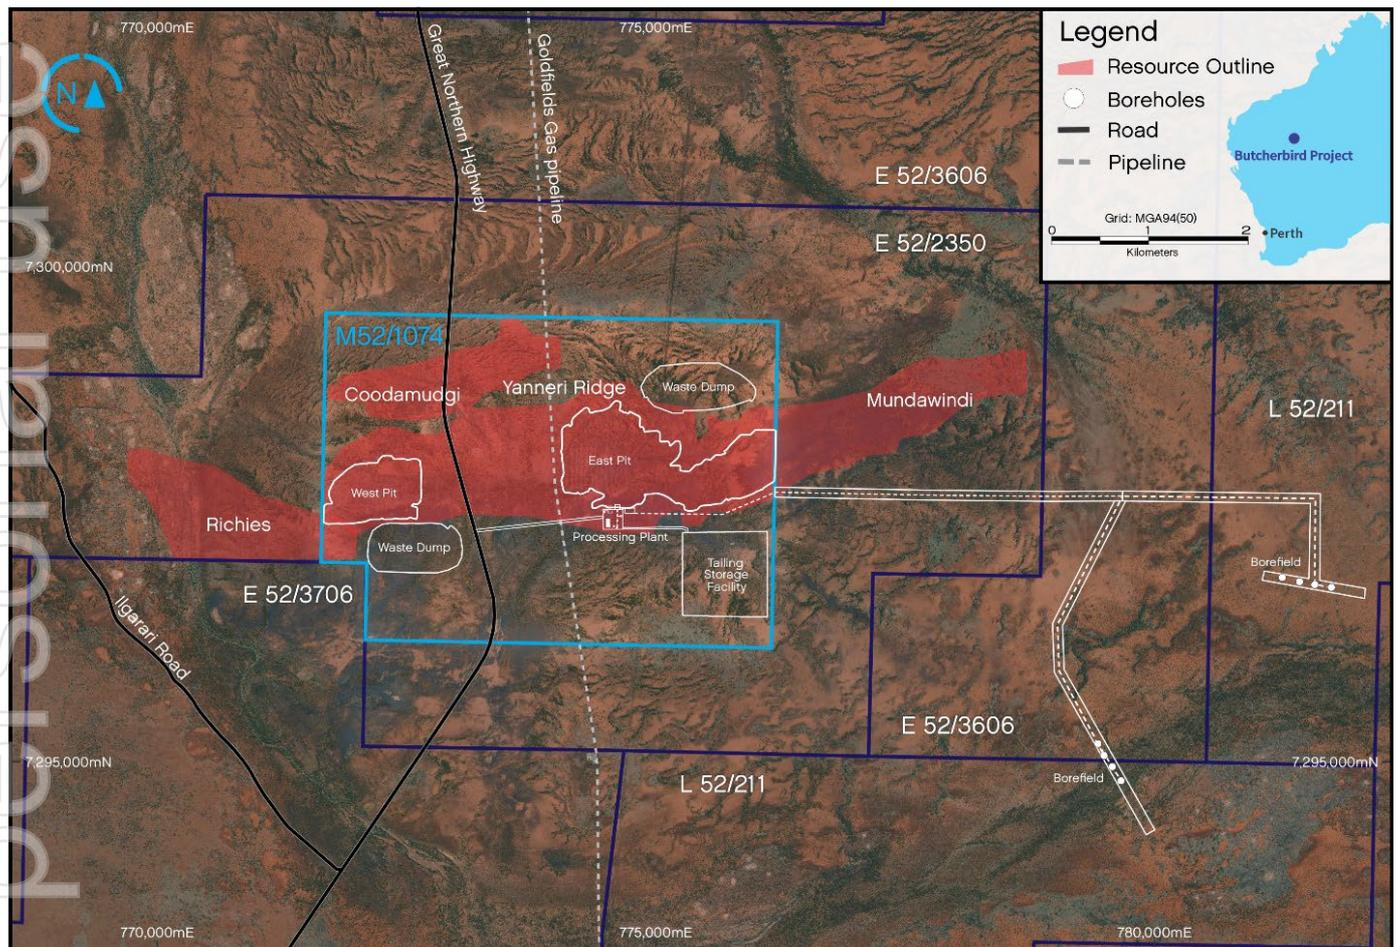 770,000mE
775,000mE
Great Northern Highway
Goldfields Gas pipeline
N
Legend
Resource Outline
Boreholes
Road
Pipeline
Butcherbird Project
Grid: MGA94(50)
0 1 2
Kilometers
Perth
E 52/3606
E 52/2350
7,300,000mN
M52/1074
Coodamudgi
Yanneri Ridge
Waste Dump
Mundawindi
L 52/211
East Pit
West Pit
Richies
Processing Plant
Waste Dump
Tailing
Storage
Facility
Borefield
E 52/3706
Ilgarari Road
E 52/3606
7,295,000mN
7,295,000mN
Borefield
L 52/211
770,000mE
775,000mE
780,000mE